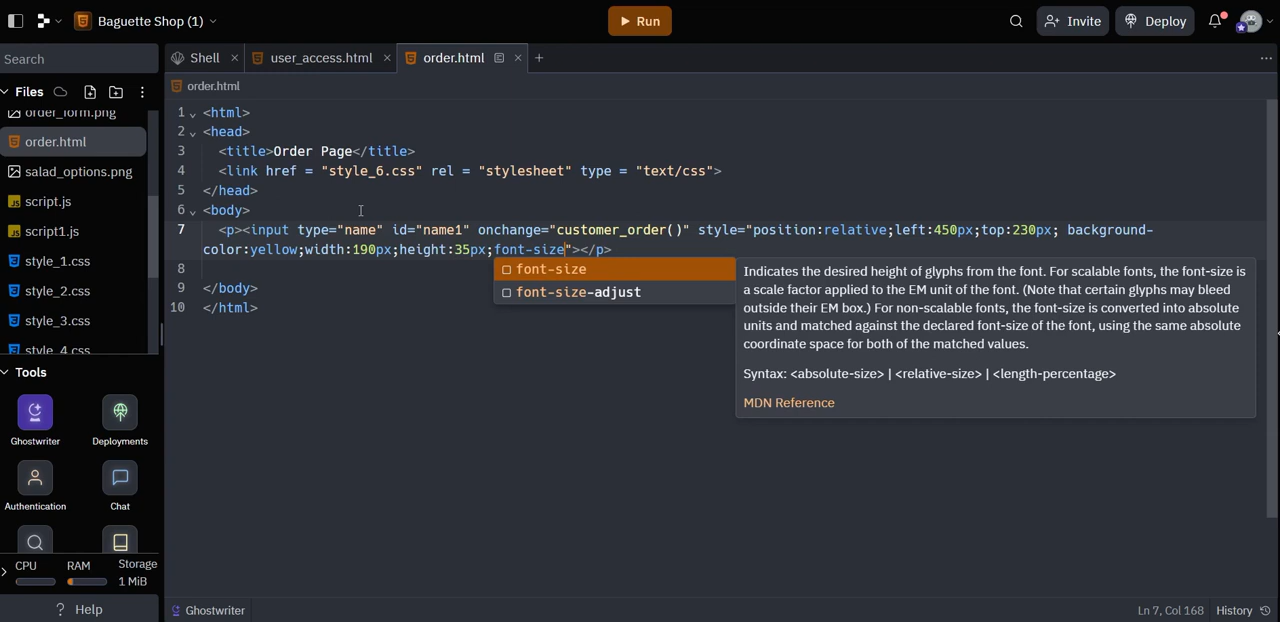 Baguette Shop (1)
Run
Invite
Deploy
Search
Shell
user_access.html
order.html
Files
order.html
order_form.png
order.html
salad_options.png
script.js
script1.js
style_1.css
style_2.css
style_3.css
style_4.css
Tools
Ghostwriter
Deployments
Authentication
Chat
CPU
RAM
Storage
1 MiB
? Help
1 <html>
2 <head>
3 <title>Order Page</title>
4 <link href = "style_6.css" rel = "stylesheet" type = "text/css">
5 </head>
6 <body>
7 <p><input type="name" id="name1" onchange="customer_order()" style="position:relative;left:450px;top:230px; background-
color:yellow;width:190px;height:35px;font-size"></p>
8
9 </body>
10 </html>
font-size
font-size-adjust
Indicates the desired height of glyphs from the font. For scalable fonts, the font-size is
a scale factor applied to the EM unit of the font. (Note that certain glyphs may bleed
outside their EM box.) For non-scalable fonts, the font-size is converted into absolute
units and matched against the declared font-size of the font, using the same absolute
coordinate space for both of the matched values.
Syntax: <absolute-size> | <relative-size> | <length-percentage>
MDN Reference
Ghostwriter
Ln 7, Col 168
History